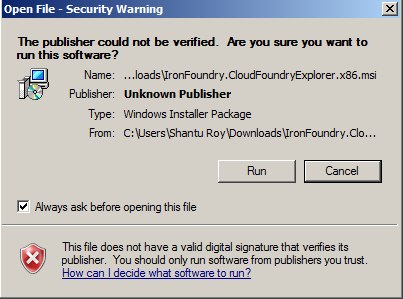 Open File - Security Warning
The publisher could not be verified.  Are you sure you want to
run this software?
Name: ...loads\IronFoundry.CloudFoundryExplorer.x86.msi
Publisher: Unknown Publisher
Type: Windows Installer Package
From: C:\Users\Shantu Roy\Downloads\IronFoundry.Clo...
Run Cancel
Always ask before opening this file
This file does not have a valid digital signature that verifies its
publisher.  You should only run software from publishers you trust.
How can I decide what software to run?